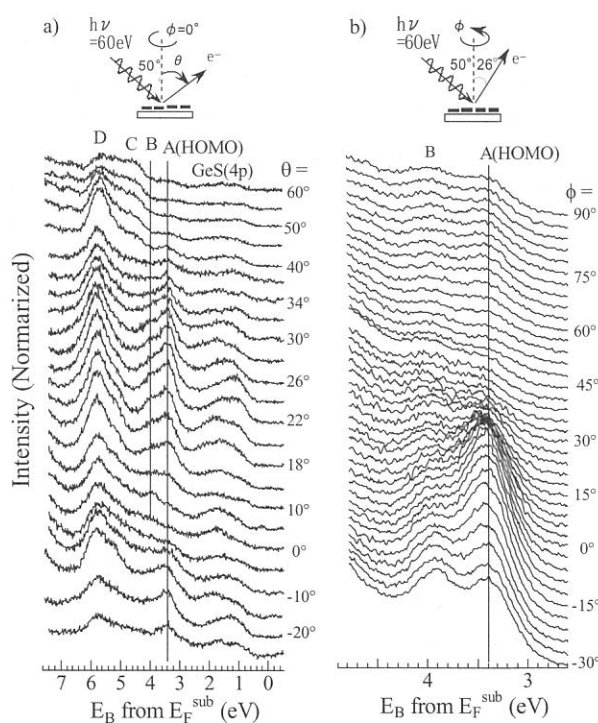 a)
hν
=60eV
50°
ϕ=0°
θ
e-
D
C
B
A(HOMO)
GeS(4p)
θ =
60°
50°
40°
34°
30°
26°
22°
18°
10°
0°
-10°
-20°
Intensity (Normarized)
7 6 5 4 3 2 1 0
E_B from E_F^sub (eV)
b)
hν
=60eV
ϕ
50° 26°
e-
B
A(HOMO)
ϕ =
90°
75°
60°
45°
30°
15°
0°
-15°
-30°
4 3
E_B from E_F^sub (eV)